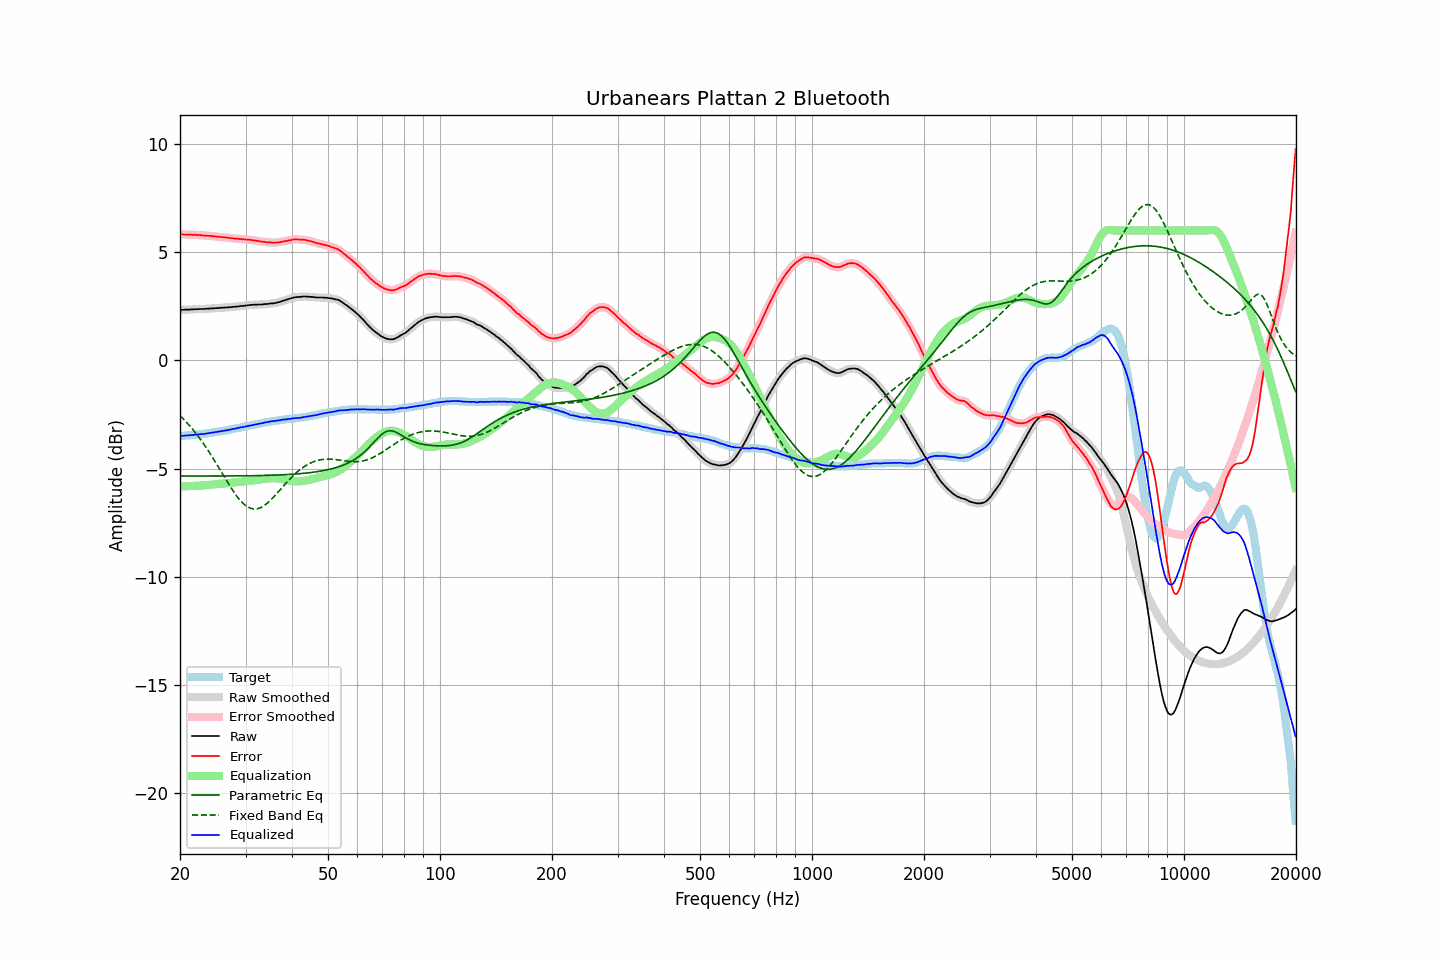 Urbanears Plattan 2 Bluetooth
10
5
0
−5
−10
−15
−20
Amplitude (dBr)
Target
Raw Smoothed
Error Smoothed
Raw
Error
Equalization
Parametric Eq
Fixed Band Eq
Equalized
20 50 100 200 500 1000 2000 5000 10000 20000
Frequency (Hz)